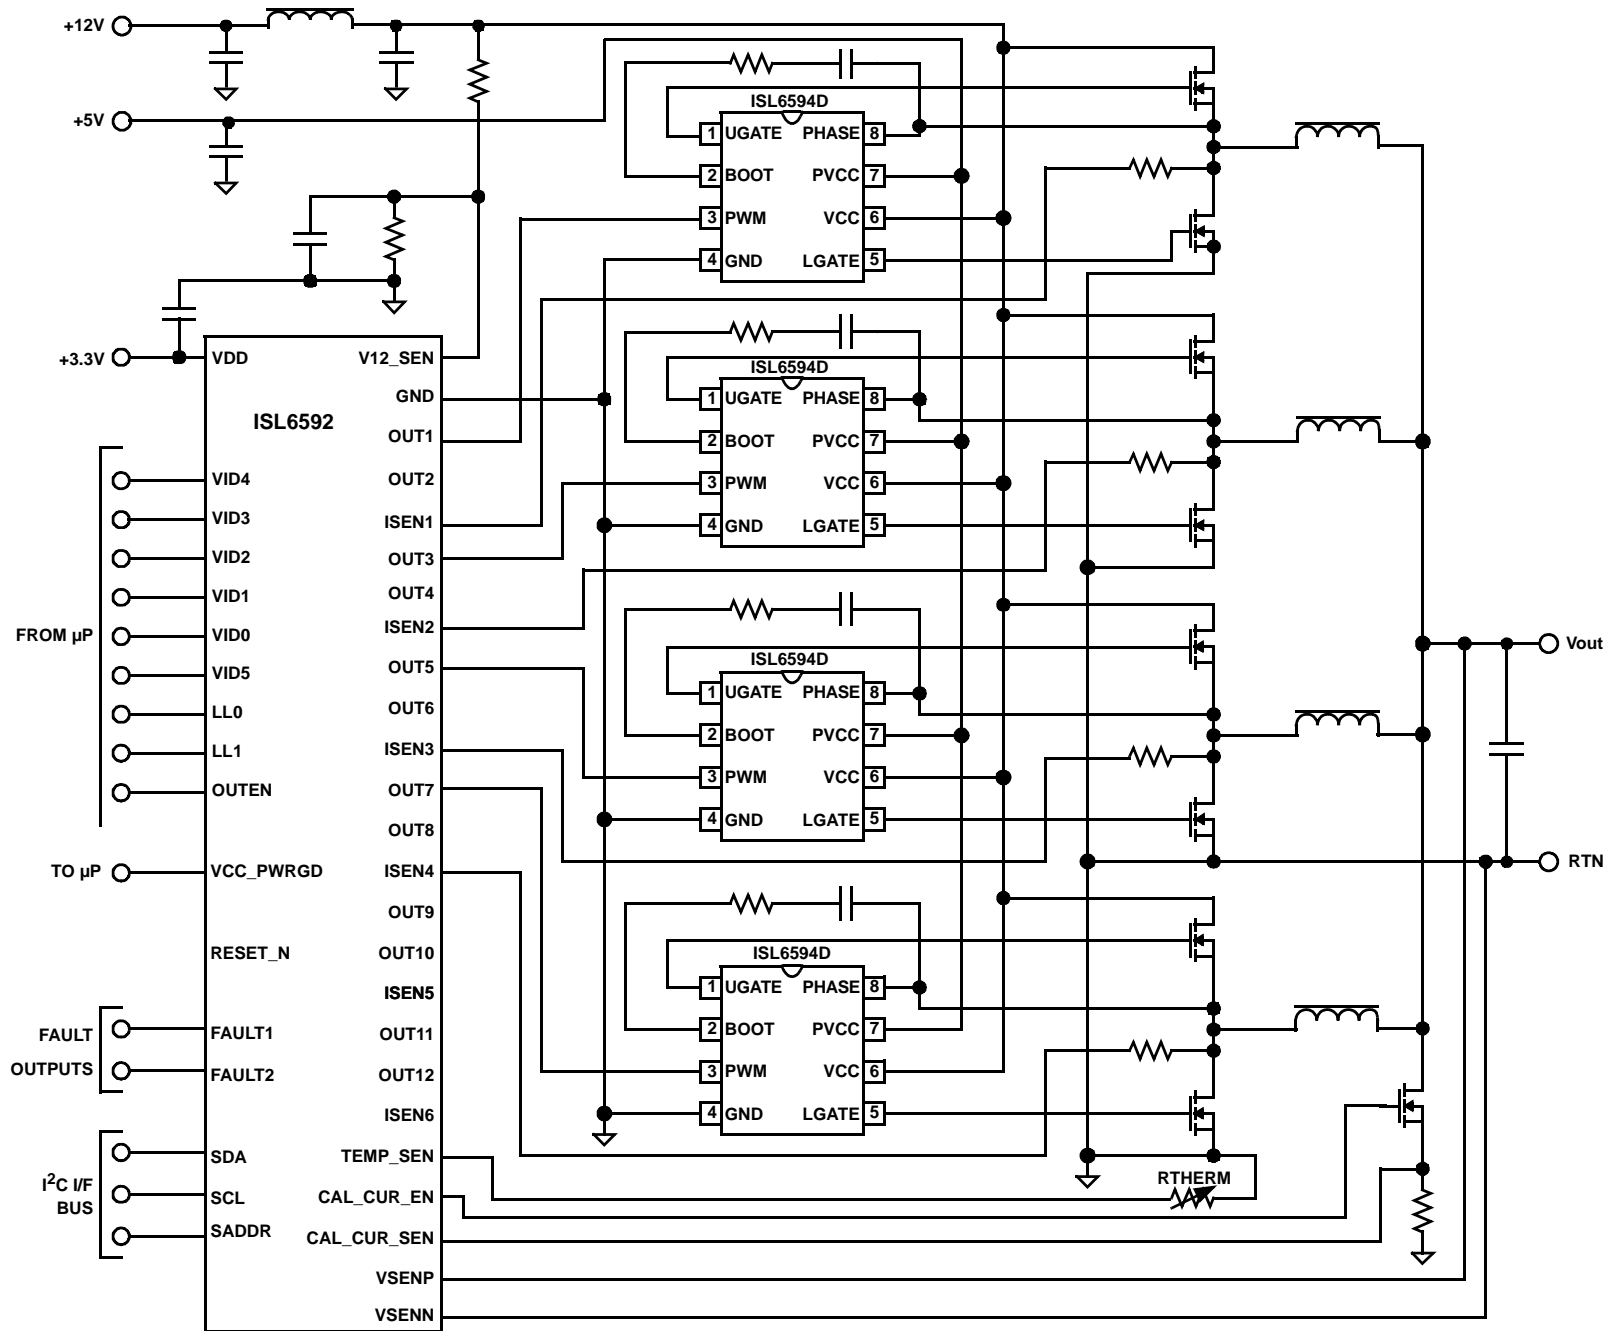 +12V
+5V
+3.3V
ISL6592
VDD
VID4
VID3
VID2
VID1
VID0
VID5
LL0
LL1
OUTEN
VCC_PWRGD
RESET_N
FAULT1
FAULT2
SDA
SCL
SADDR
FROM µP
TO µP
FAULT
OUTPUTS
I2C I/F
BUS
V12_SEN
GND
OUT1
OUT2
ISEN1
OUT3
OUT4
ISEN2
OUT5
OUT6
ISEN3
OUT7
OUT8
ISEN4
OUT9
OUT10
ISEN5
OUT11
OUT12
ISEN6
TEMP_SEN
CAL_CUR_EN
CAL_CUR_SEN
VSENP
VSENN
ISL6594D
1 UGATE PHASE 8
2 BOOT PVCC 7
3 PWM VCC 6
4 GND LGATE 5
ISL6594D
1 UGATE PHASE 8
2 BOOT PVCC 7
3 PWM VCC 6
4 GND LGATE 5
ISL6594D
1 UGATE PHASE 8
2 BOOT PVCC 7
3 PWM VCC 6
4 GND LGATE 5
ISL6594D
1 UGATE PHASE 8
2 BOOT PVCC 7
3 PWM VCC 6
4 GND LGATE 5
RTHERM
Vout
RTN